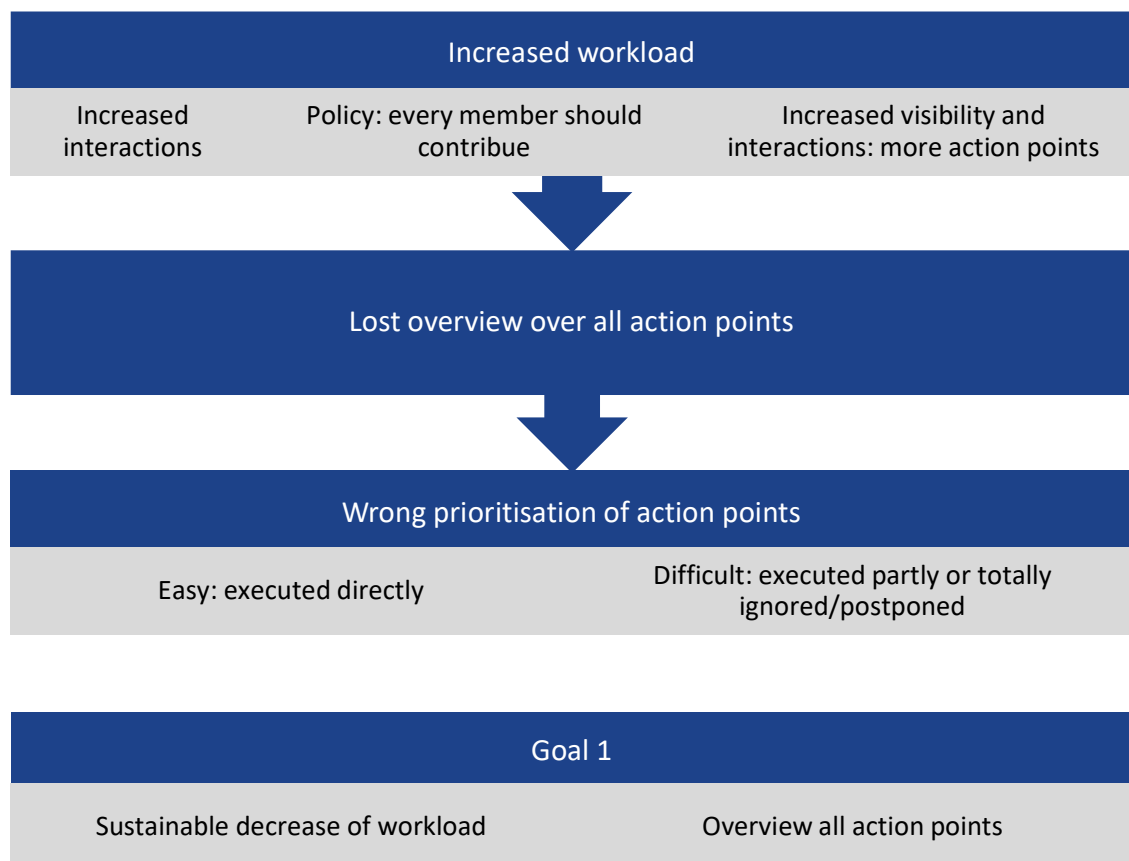 Increased workload
Increased
interactions
Policy: every member should
contribue
Increased visibility and
interactions: more action points
Lost overview over all action points
Wrong prioritisation of action points
Easy: executed directly
Difficult: executed partly or totally
ignored/postponed
Goal 1
Sustainable decrease of workload
Overview all action points